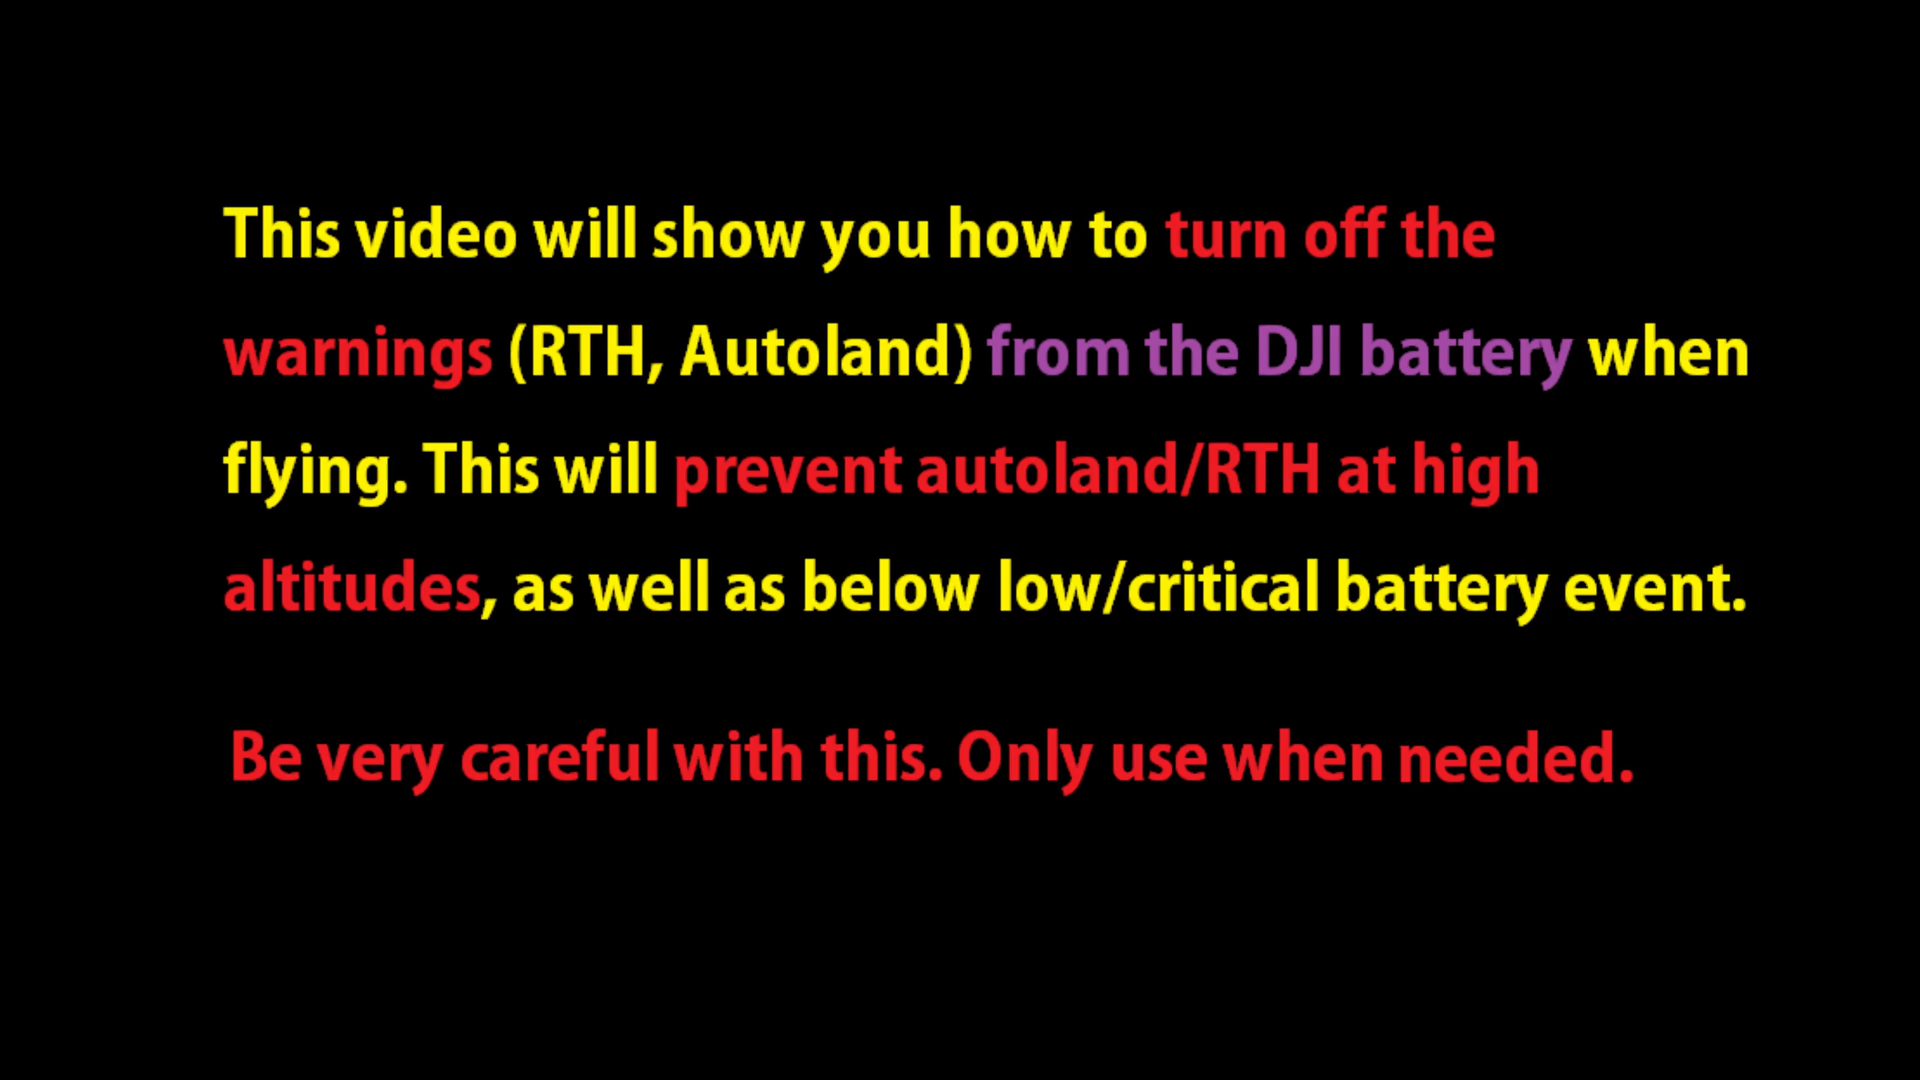 This video will show you how to turn off the
warnings (RTH, Autoland) from the DJI battery when
flying. This will prevent autoland/RTH at high
altitudes, as well as below low/critical battery event.
Be very careful with this. Only use when needed.